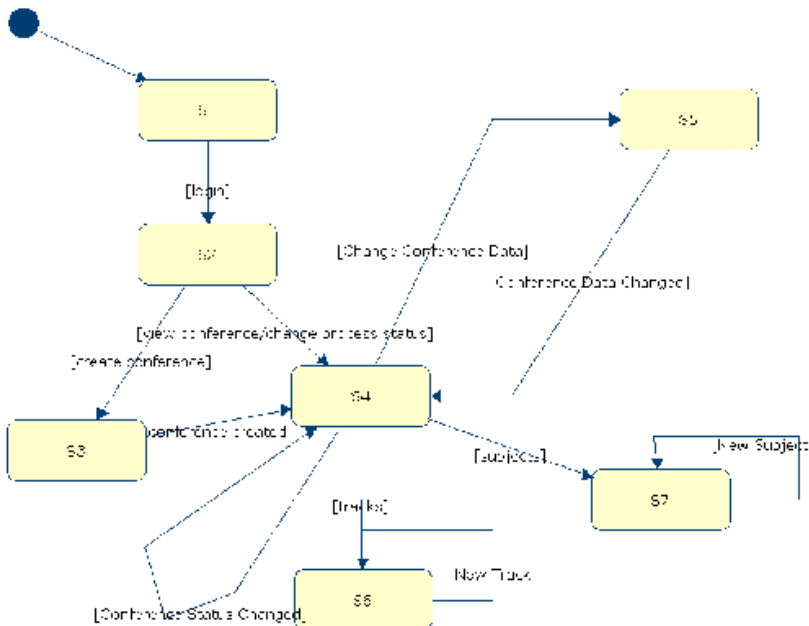 S
S5
[login]
S2
[Change Conference Data]
Conference Data Changed]
[view conference/change process status]
[create conference]
S4
conference created
[New Subject
S3
[subjects]
S7
[tracks]
New Track
S6
[Conference Status Changed]